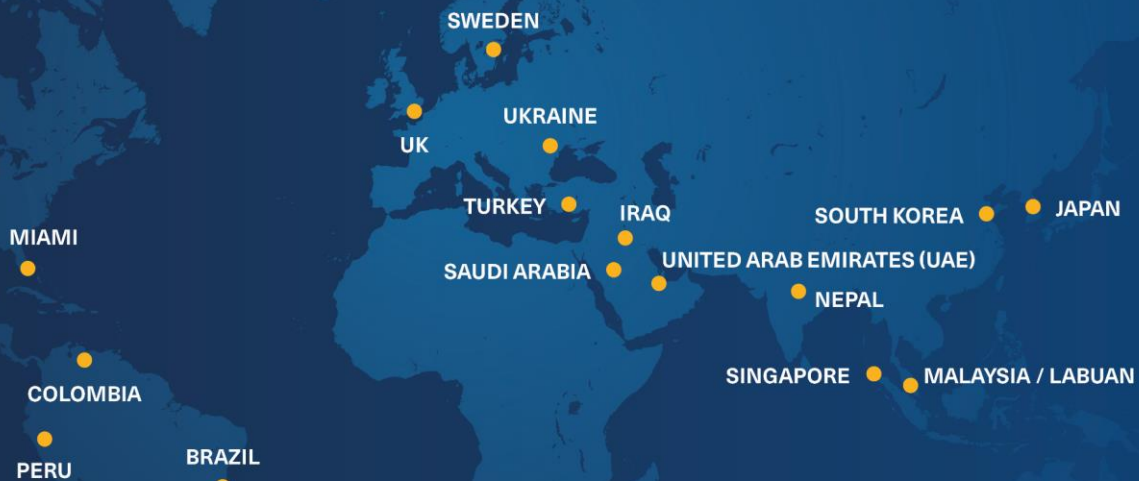 SWEDEN
UKRAINE
UK
TURKEY
IRAQ
SOUTH KOREA
JAPAN
MIAMI
SAUDI ARABIA
UNITED ARAB EMIRATES (UAE)
NEPAL
SINGAPORE
MALAYSIA / LABUAN
COLOMBIA
BRAZIL
PERU